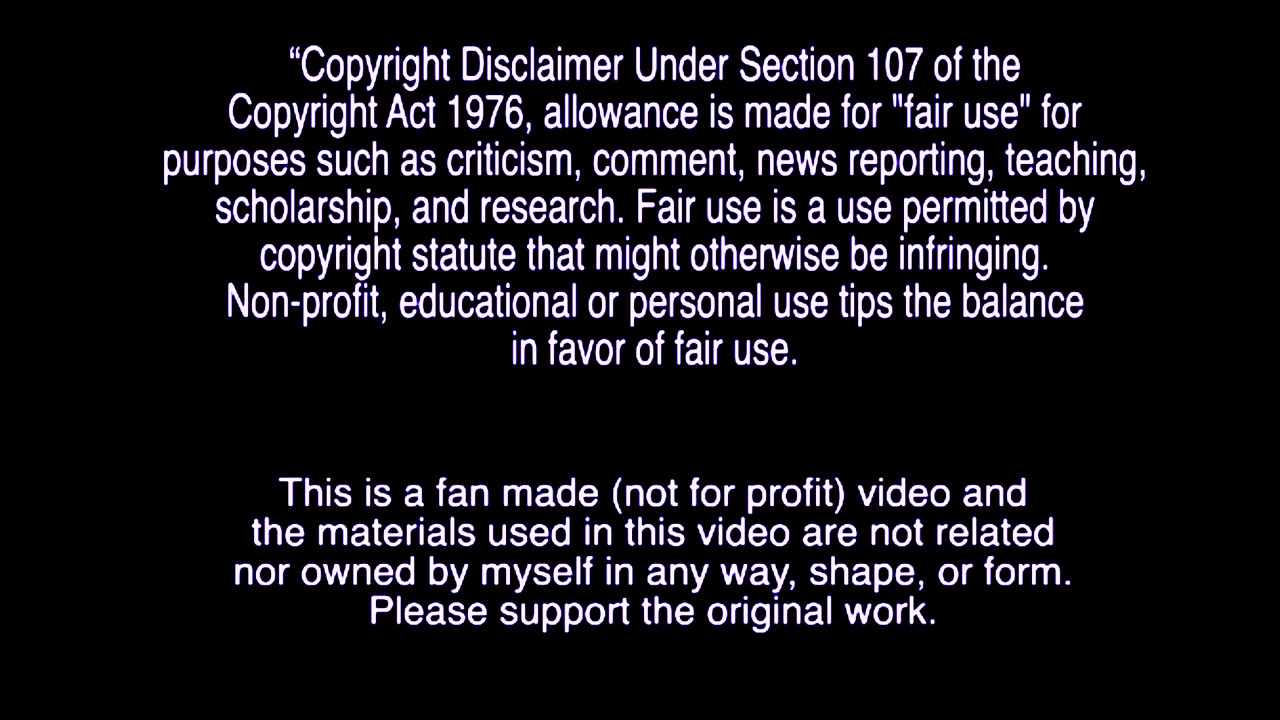 “Copyright Disclaimer Under Section 107 of the
Copyright Act 1976, allowance is made for "fair use" for
purposes such as criticism, comment, news reporting, teaching,
scholarship, and research. Fair use is a use permitted by
copyright statute that might otherwise be infringing.
Non-profit, educational or personal use tips the balance
in favor of fair use.
This is a fan made (not for profit) video and
the materials used in this video are not related
nor owned by myself in any way, shape, or form.
Please support the original work.